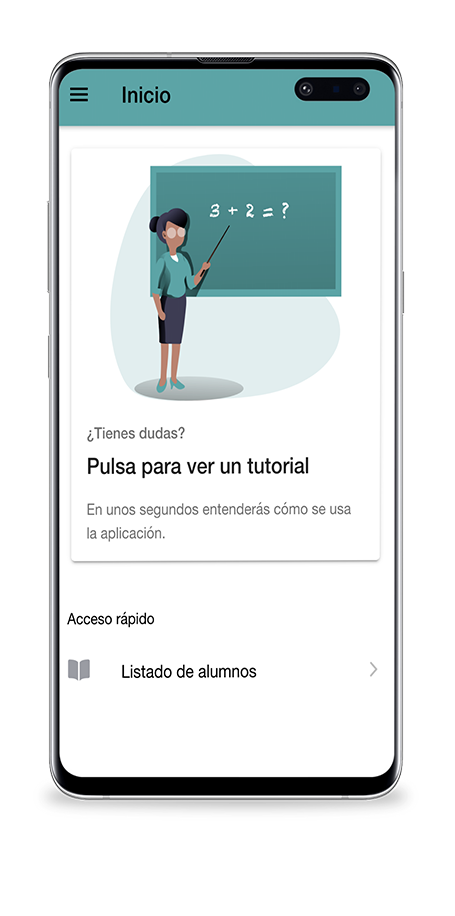 Inicio
3 + 2 = ?
¿Tienes dudas?
Pulsa para ver un tutorial
En unos segundos entenderás cómo se usa
la aplicación.
Acceso rápido
Listado de alumnos